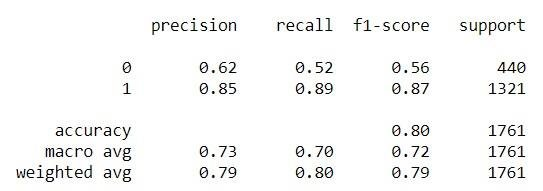 precision recall f1-score support
0 0.62 0.52 0.56 440
1 0.85 0.89 0.87 1321
accuracy 0.80 1761
macro avg 0.73 0.70 0.72 1761
weighted avg 0.79 0.80 0.79 1761